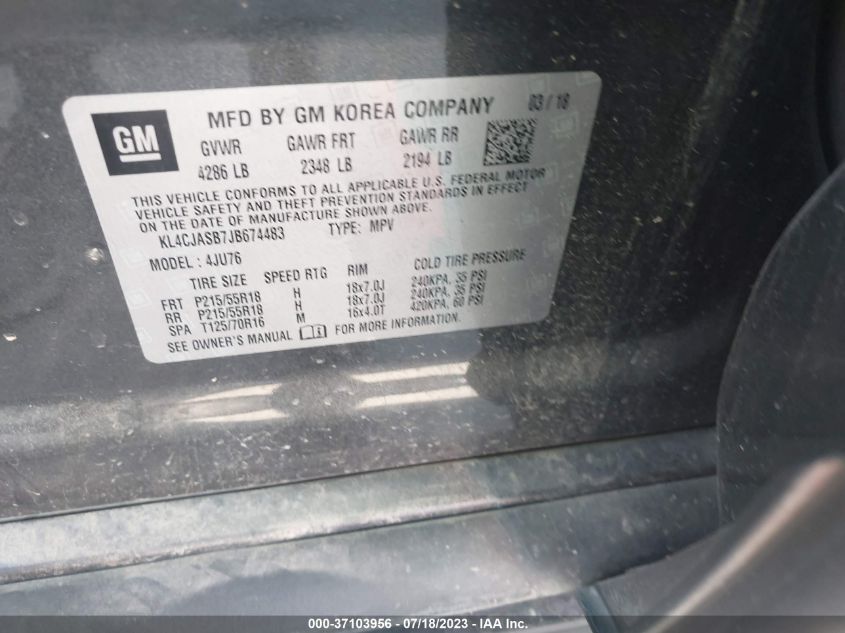 GM
MFD BY GM KOREA COMPANY 03/18
GVWR GAWR FRT GAWR RR
4286 LB 2348 LB 2194 LB
THIS VEHICLE CONFORMS TO ALL APPLICABLE U.S. FEDERAL MOTOR
VEHICLE SAFETY AND THEFT PREVENTION STANDARDS IN EFFECT
ON THE DATE OF MANUFACTURE SHOWN ABOVE.
KL4CJASB7JB674483 TYPE: MPV
MODEL: 4JU76
TIRE SIZE SPEED RTG RIM COLD TIRE PRESSURE
FRT P215/55R18 H 18x7.0J 240KPA, 35 PSI
RR P215/55R18 H 18x7.0J 240KPA, 35 PSI
SPA T125/70R16 M 16x4.0T 420KPA, 60 PSI
SEE OWNER'S MANUAL FOR MORE INFORMATION.
000-37103956 - 07/18/2023 - IAAI.com